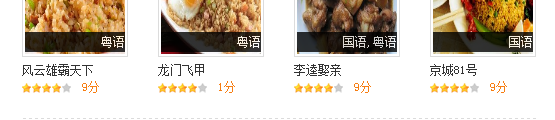 粤语 粤语 国语, 粤语 国语
风云雄霸天下 龙门飞甲 李逵娶亲 京城81号
9分 1分 9分 9分